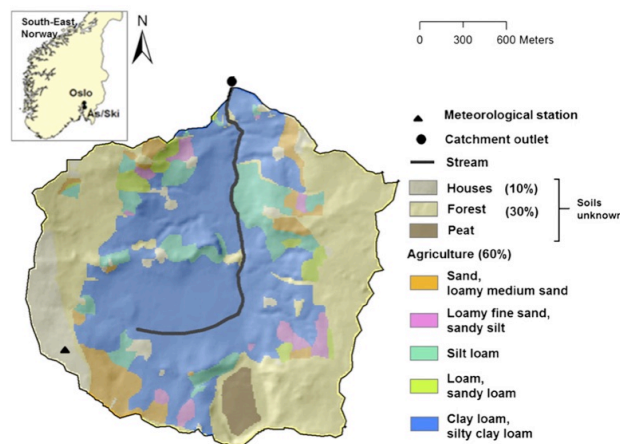 South-East
Norway
Oslo
Ås/Ski
N
0 300 600 Meters
Meteorological station
Catchment outlet
Stream
Houses (10%)
Forest (30%)
Peat
Soils
unknown
Agriculture (60%)
Sand,
loamy medium sand
Loamy fine sand,
sandy silt
Silt loam
Loam,
sandy loam
Clay loam,
silty clay loam